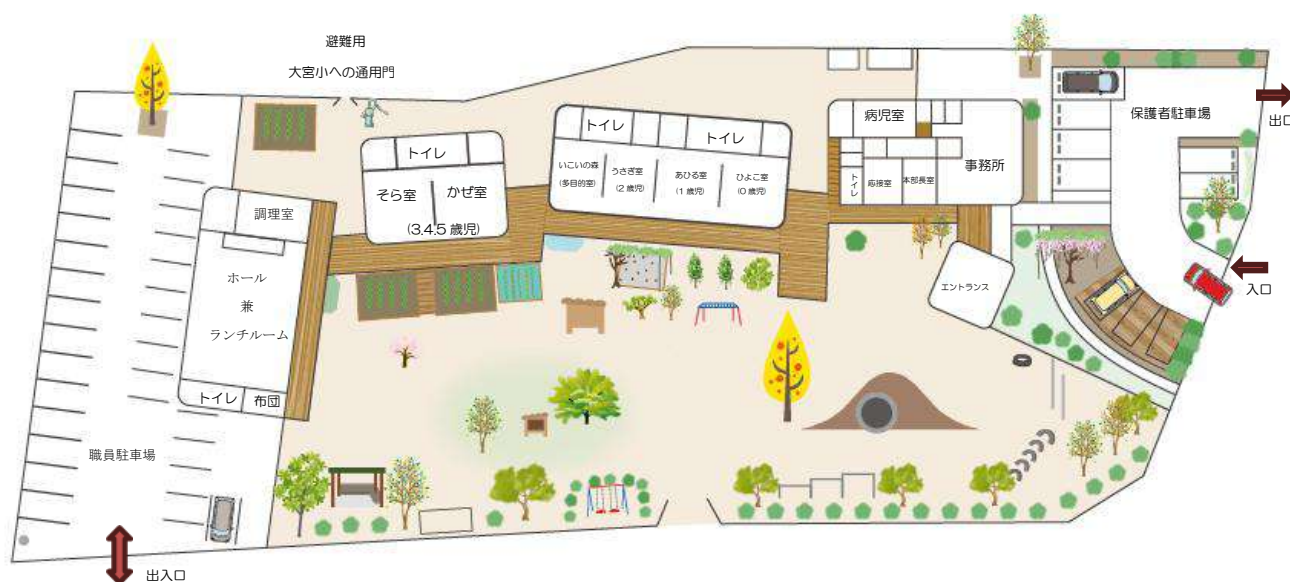 避難用
大宮小への通用門
保護者駐車場
出口
入口
病児室
事務所
トイレ
応接室
本部長室
エントランス
トイレ
トイレ
いこいの森
(多目的室)
うさぎ室
(2 歳児)
あひる室
(1 歳児)
ひよこ室
(0 歳児)
トイレ
そら室
かぜ室
(3.4.5 歳児)
調理室
ホール
兼
ランチルーム
トイレ
布団
職員駐車場
出入口